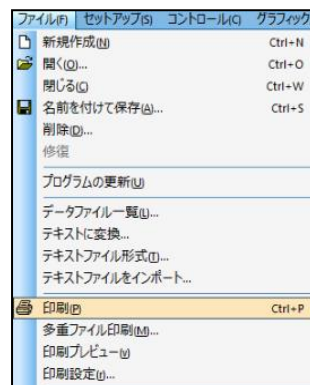 ファイル(F) セットアップ(S) コントロール(C) グラフィック
新規作成(N) Ctrl+N
開く(O)... Ctrl+O
閉じる(C) Ctrl+W
名前を付けて保存(A)... Ctrl+S
削除(D)...
修復
プログラムの更新(U)
データファイル一覧(L)...
テキストに変換...
テキストファイル形式(T)...
テキストファイルをインポート...
印刷(P) Ctrl+P
多重ファイル印刷(M)...
印刷プレビュー(V)
印刷設定(r)...